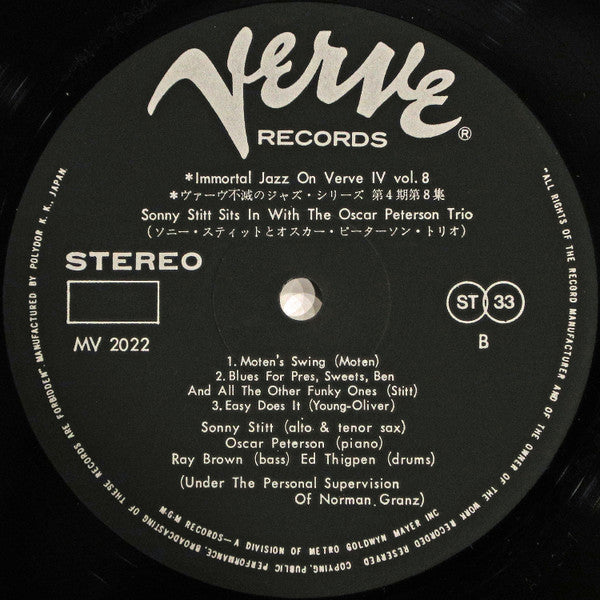 Verve
RECORDS ®
*Immortal Jazz On Verve IV vol. 8
*ヴァーヴ不滅のジャズ・シリーズ 第4期第8集
Sonny Stitt Sits In With The Oscar Peterson Trio
(ソニー・スティットとオスカー・ピーターソン・トリオ)
STEREO
ST 33
MV 2022
B
1. Moten's Swing (Moten)
2. Blues For Pres, Sweets, Ben
And All The Other Funky Ones (Stitt)
3. Easy Does It (Young-Oliver)
Sonny Stitt (alto & tenor sax)
Oscar Peterson (piano)
Ray Brown (bass) Ed Thigpen (drums)
(Under The Personal Supervision
Of Norman Granz)
M-G-M RECORDS—A DIVISION OF METRO GOLDWYN MAYER INC
"ALL RIGHTS OF THE RECORD MANUFACTURER AND OF THE OWNER OF THE WORK RECORDED RESERVED COPYING, PUBLIC PERFORMANCE, BROADCASTING OF THESE RECORDS ARE FORBIDEN" MANUFACTURED BY POLYDOR K. K. JAPAN.